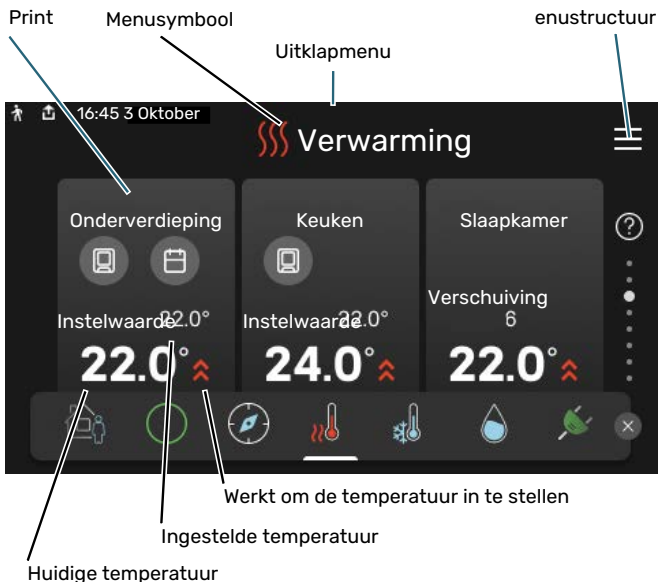 Print
Menusymbool
enustructuur
Uitklapmenu
16:45 3 Oktober
Verwarming
Onderverdieping
Keuken
Slaapkamer
?
Verschuiving
Instelwaarde 22.0°
Instelwaarde 22.0°
6
22.0°
24.0°
22.0°
Werkt om de temperatuur in te stellen
Ingestelde temperatuur
Huidige temperatuur